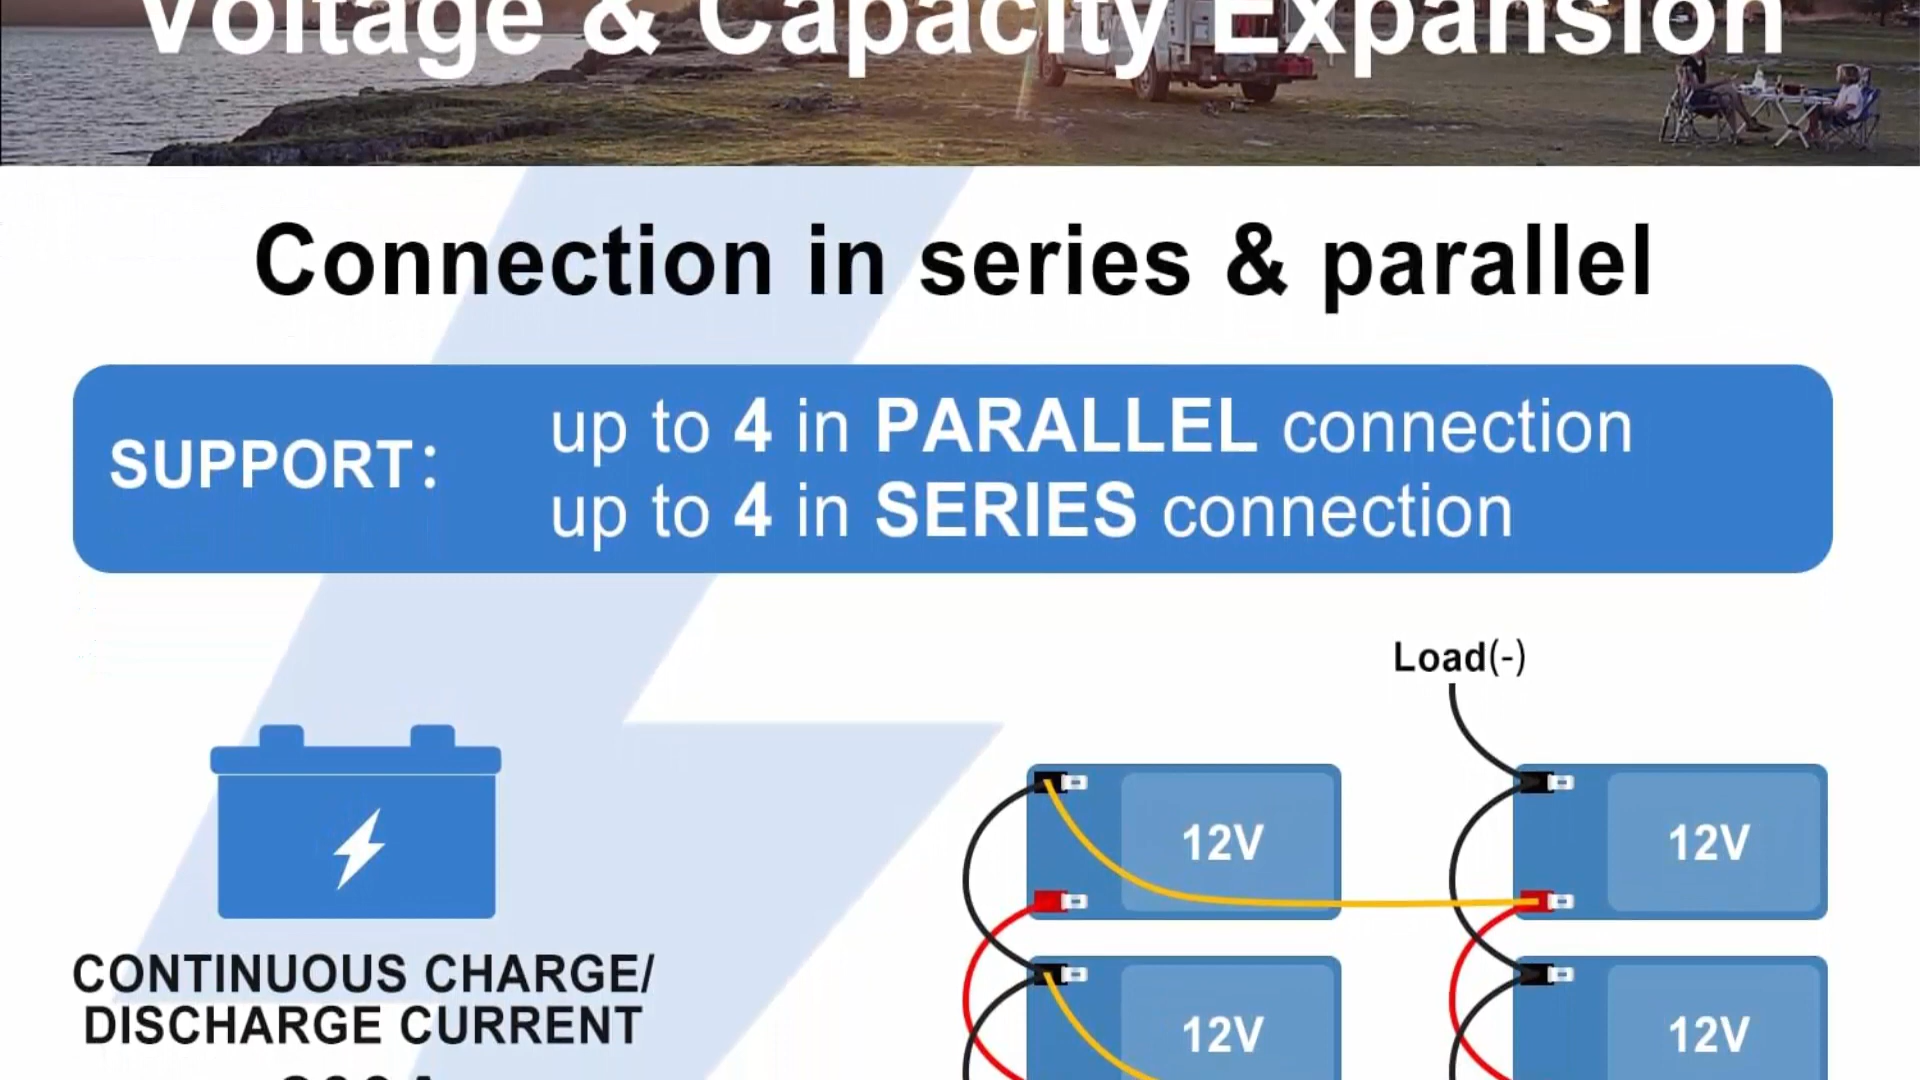 Voltage & Capacity Expansion
Connection in series & parallel
SUPPORT:
up to 4 in PARALLEL connection
up to 4 in SERIES connection
Load(-)
12V
12V
CONTINUOUS CHARGE/
DISCHARGE CURRENT
12V
12V